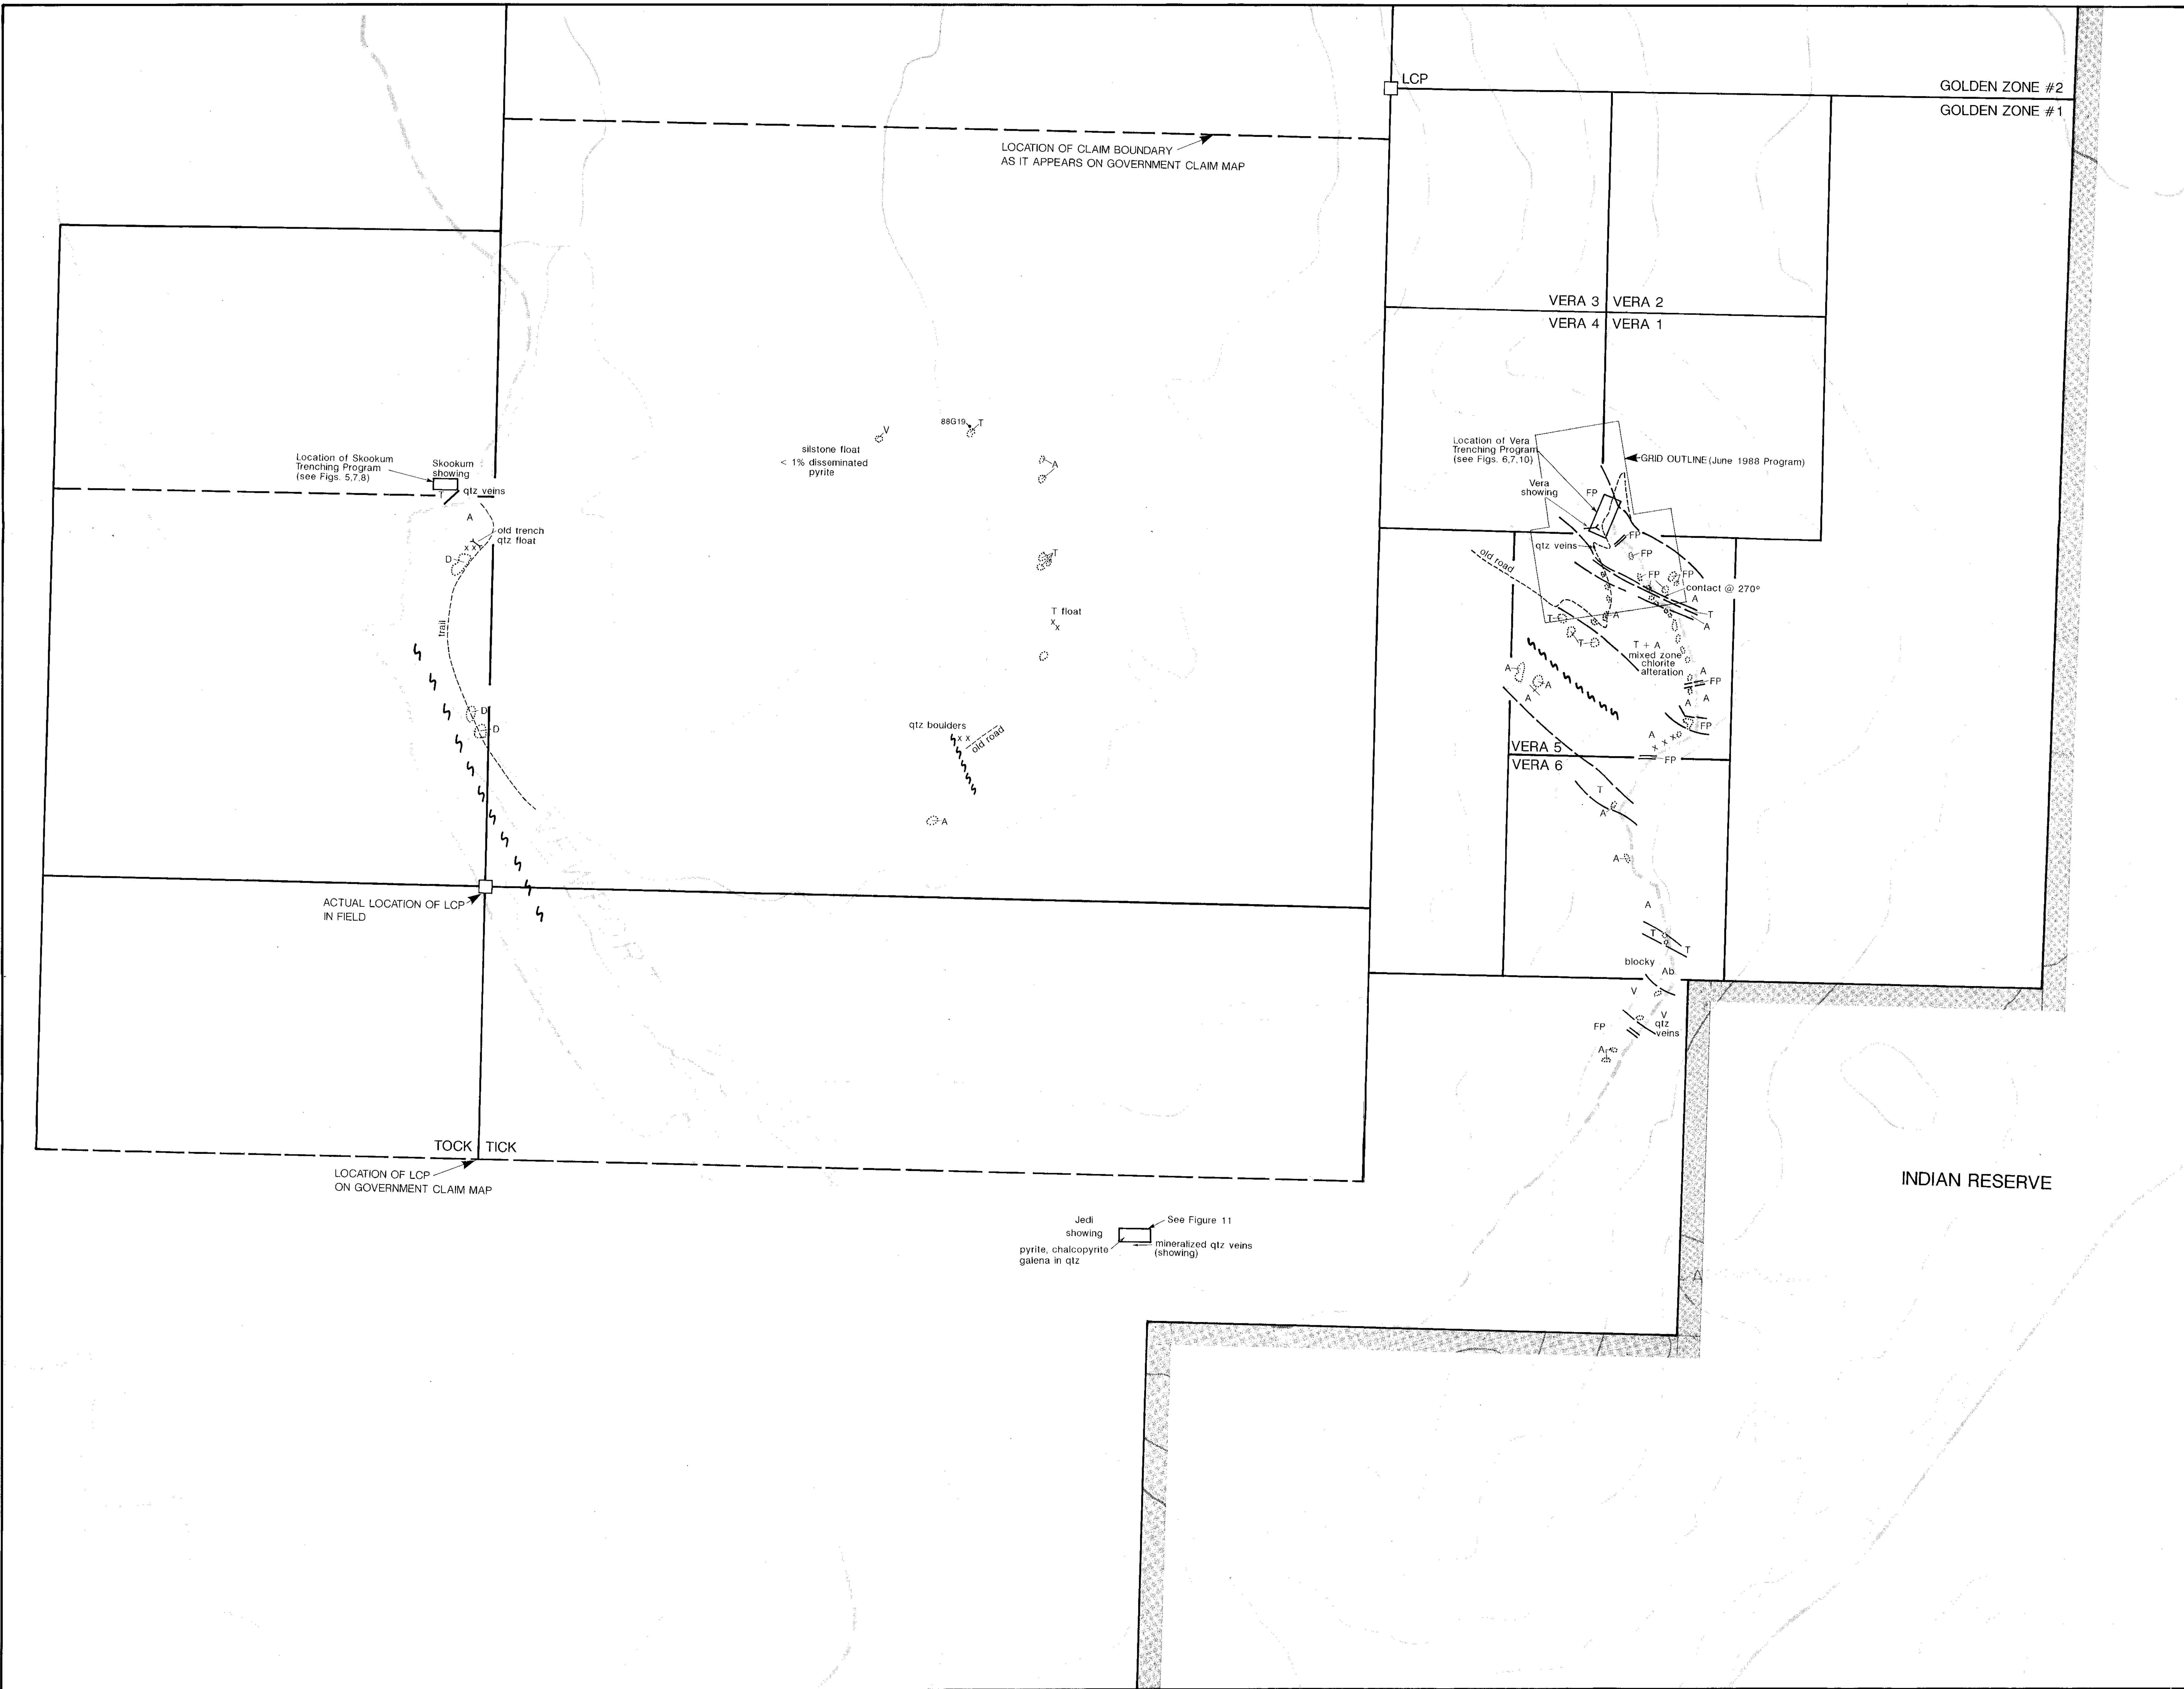 LCP
GOLDEN ZONE #2
GOLDEN ZONE #1
LOCATION OF CLAIM BOUNDARY
AS IT APPEARS ON GOVERNMENT CLAIM MAP
VERA 3
VERA 2
VERA 4
VERA 1
88G19
T
V
silstone float
< 1% disseminated
pyrite
A
Location of Skookum
Trenching Program
(see Figs. 5,7,8)
Skookum
showing
T
qtz veins
A
old trench
qtz float
x x
D
trail
D
D
T
T float
x
x
qtz boulders
x x
old road
A
Location of Vera
Trenching Program
(see Figs. 6,7,10)
GRID OUTLINE (June 1988 Program)
Vera
showing
FP
FP
qtz veins
FP
old road
FP
FP
contact @ 270°
A
T
A
T
A
T
T + A
mixed zone
chlorite
alteration
A
A
A
A
FP
A
A
FP
A
x x x
VERA 5
FP
VERA 6
T
A
A
A
T
T
blocky
Ab
V
V
qtz
veins
FP
A
ACTUAL LOCATION OF LCP
IN FIELD
TOCK
TICK
LOCATION OF LCP
ON GOVERNMENT CLAIM MAP
INDIAN RESERVE
Jedi
showing
See Figure 11
pyrite, chalcopyrite
galena in qtz
mineralized qtz veins
(showing)